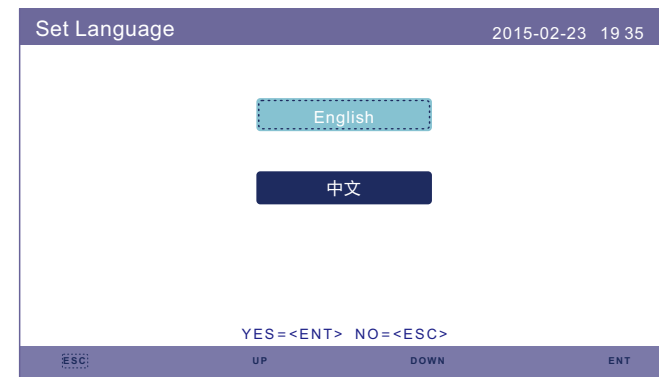 Set Language 2015-02-23 19 35
English
中文
YES=<ENT> NO=<ESC>
ESC UP DOWN ENT